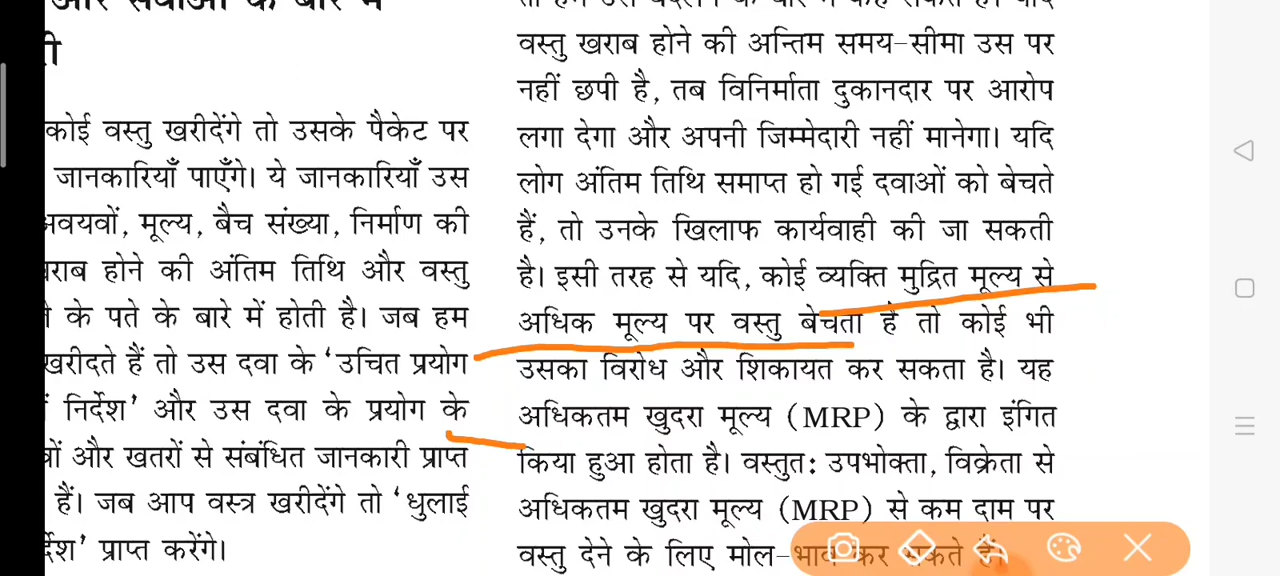 और सेवाओं के बारे में
री
कोई वस्तु खरीदेंगे तो उसके पैकेट पर
जानकारियाँ पाएँगे। ये जानकारियाँ उस
अवयवों, मूल्य, बैच संख्या, निर्माण की
खराब होने की अंतिम तिथि और वस्तु
के पते के बारे में होती है। जब हम
खरीदते हैं तो उस दवा के ‘उचित प्रयोग
निर्देश’ और उस दवा के प्रयोग के
और खतरों से संबंधित जानकारी प्राप्त
हैं। जब आप वस्त्र खरीदेंगे तो ‘धुलाई
र्देश’ प्राप्त करेंगे।
वस्तु खराब होने की अन्तिम समय-सीमा उस पर
नहीं छपी है, तब विनिर्माता दुकानदार पर आरोप
लगा देगा और अपनी जिम्मेदारी नहीं मानेगा। यदि
लोग अंतिम तिथि समाप्त हो गई दवाओं को बेचते
हैं, तो उनके खिलाफ कार्यवाही की जा सकती
है। इसी तरह से यदि, कोई व्यक्ति मुद्रित मूल्य से
अधिक मूल्य पर वस्तु बेचता है तो कोई भी
उसका विरोध और शिकायत कर सकता है। यह
अधिकतम खुदरा मूल्य (MRP) के द्वारा इंगित
किया हुआ होता है। वस्तुत: उपभोक्ता, विक्रेता से
अधिकतम खुदरा मूल्य (MRP) से कम दाम पर
वस्तु देने के लिए मोल-भाव कर सकते हैं।